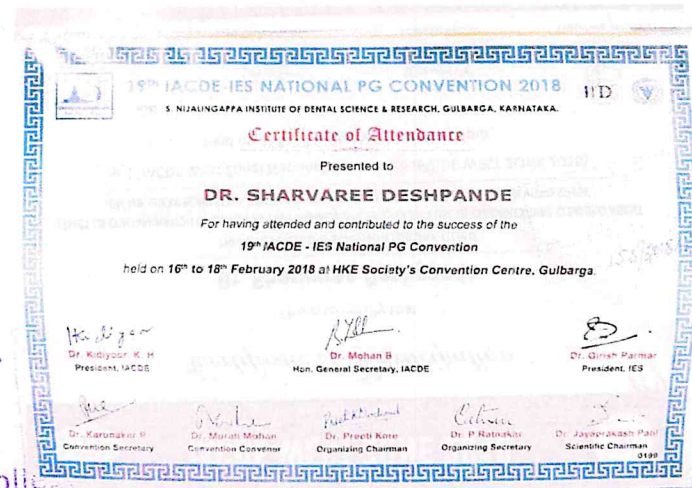 19th IACDE-IES NATIONAL PG CONVENTION 2018
S. NIJALINGAPPA INSTITUTE OF DENTAL SCIENCE & RESEARCH, GULBARGA, KARNATAKA.
Certificate of Attendance
Presented to
DR. SHARVAREE DESHPANDE
For having attended and contributed to the success of the
19th IACDE - IES National PG Convention
held on 16th to 18th February 2018 at HKE Society's Convention Centre, Gulbarga.
Dr. Kidiyoor. K. H Dr. Mohan B Dr. Girish Parmar
President, IACDE Hon. General Secretary, IACDE President, IES
Dr. Karunakar P Dr. Murali Mohan Dr. Preeti Kore Dr. P Ratnakar Dr. Jayaprakash Patil
Convention Secretary Convention Convenor Organizing Chairman Organizing Secretary Scientific Chairman
0199